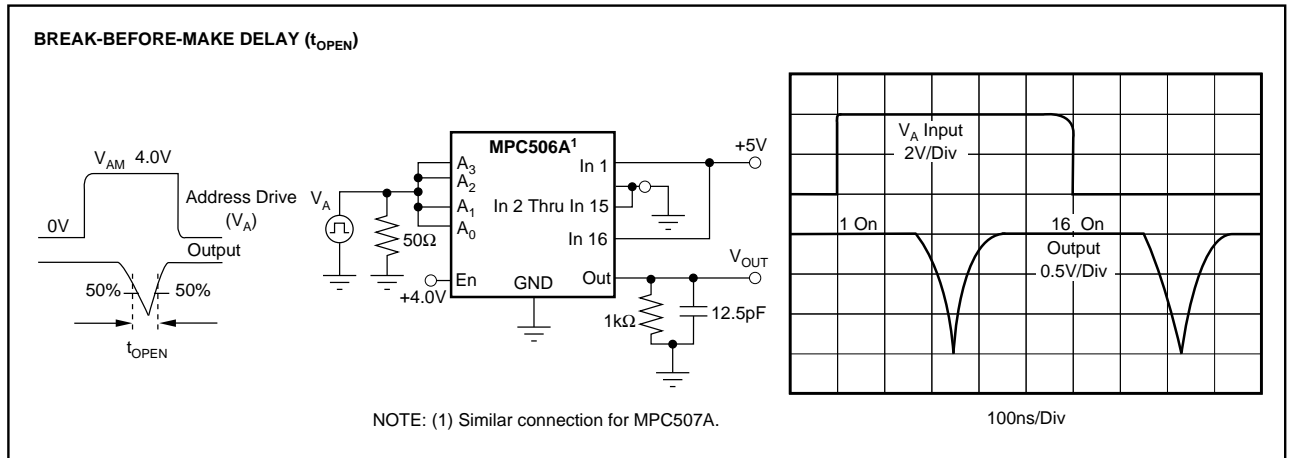 BREAK-BEFORE-MAKE DELAY (tOPEN)
VAM 4.0V
0V
Address Drive
(VA)
Output
50%
50%
tOPEN
VA
50Ω
+4.0V
MPC506A1
A3
A2
A1
A0
En
GND
In 1
In 2 Thru In 15
In 16
Out
+5V
VOUT
1kΩ
12.5pF
NOTE: (1) Similar connection for MPC507A.
VA Input
2V/Div
1 On
16 On
Output
0.5V/Div
100ns/Div